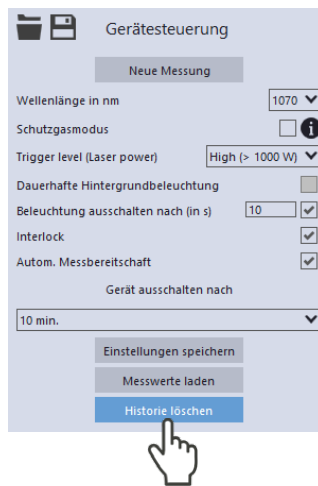 Gerätesteuerung
Neue Messung
Wellenlänge in nm 1070
Schutzgasmodus i
Trigger level (Laser power) High (> 1000 W)
Dauerhafte Hintergrundbeleuchtung
Beleuchtung ausschalten nach (in s) 10
Interlock
Autom. Messbereitschaft
Gerät ausschalten nach
10 min.
Einstellungen speichern
Messwerte laden
Historie löschen